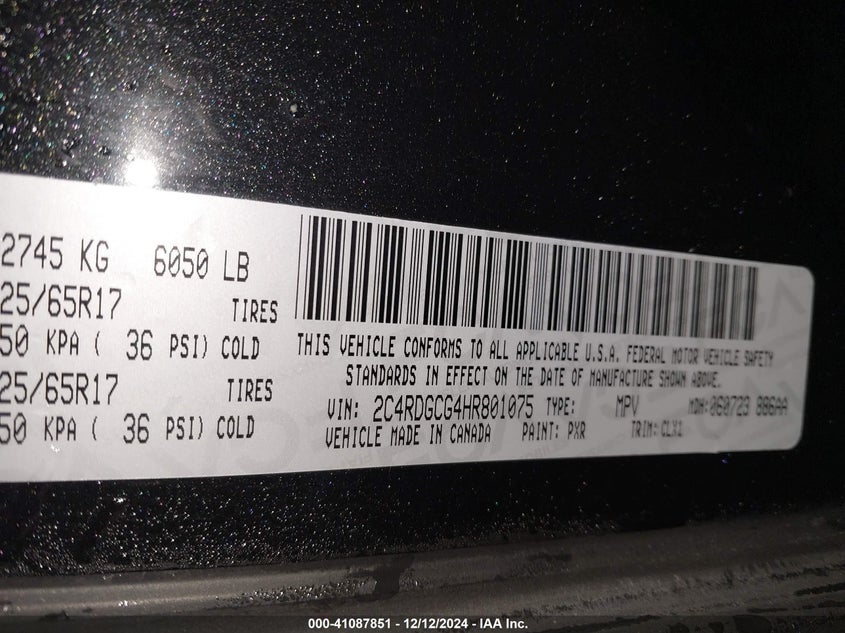 2745 KG 6050 LB
25/65R17 TIRES
50 KPA ( 36 PSI) COLD
25/65R17 TIRES
50 KPA ( 36 PSI) COLD
THIS VEHICLE CONFORMS TO ALL APPLICABLE U.S.A. FEDERAL MOTOR VEHICLE SAFETY
STANDARDS IN EFFECT ON THE DATE OF MANUFACTURE SHOWN ABOVE.
VIN: 2C4RDGCG4HR801075 TYPE: MPV MDH: 060723 886AA
VEHICLE MADE IN CANADA PAINT: PXR TRIM: CLX1
000-41087851 - 12/12/2024 - IAA Inc.